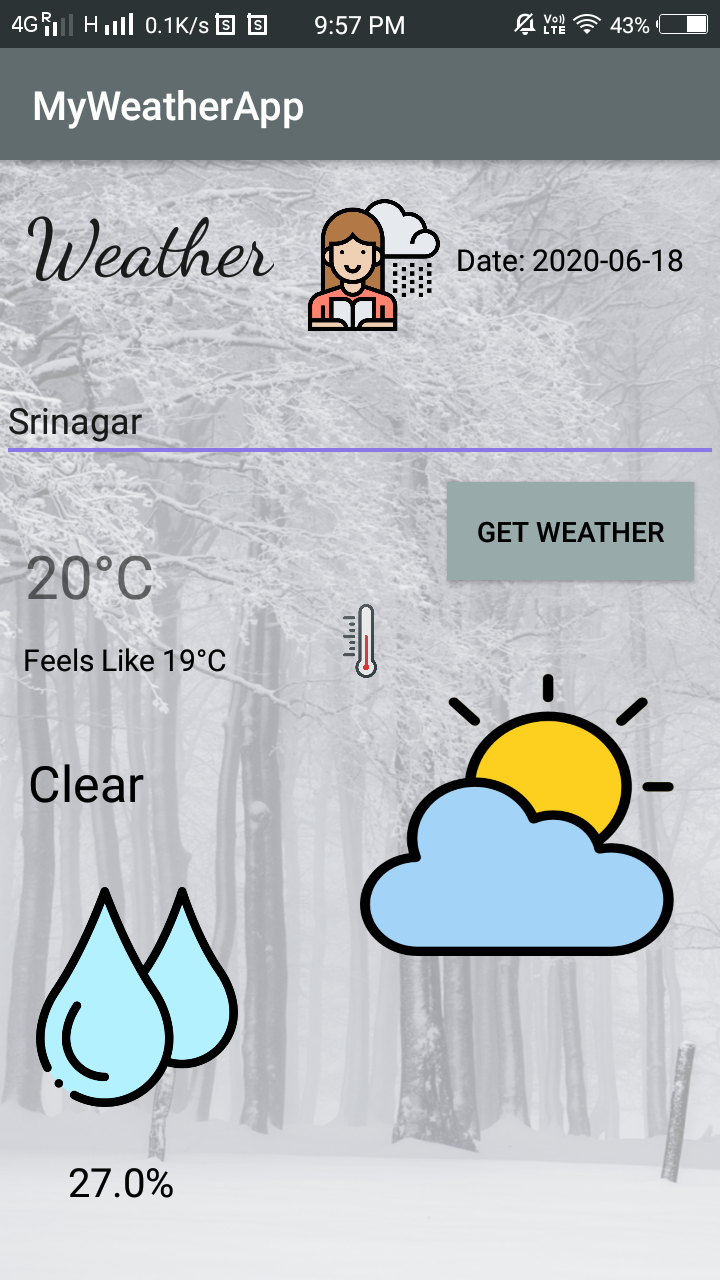 4G R H 0.1K/s S S 9:57 PM Vo)) LTE 43%
MyWeatherApp
Weather
Date: 2020-06-18
Srinagar
GET WEATHER
20°C
Feels Like 19°C
Clear
27.0%